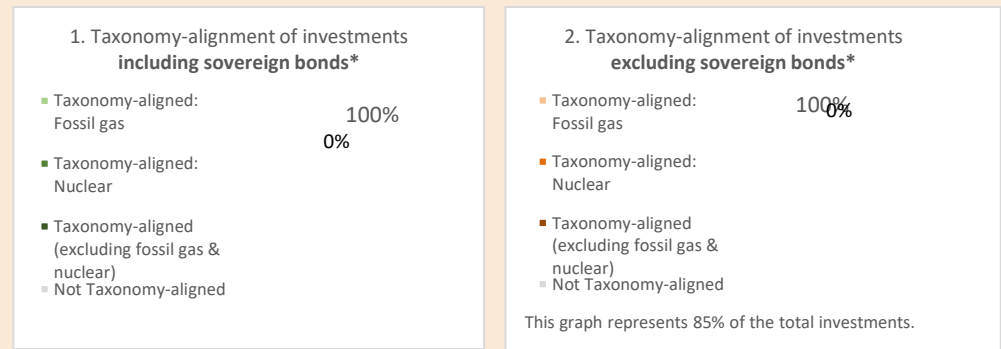 1. Taxonomy-alignment of investments
including sovereign bonds*
Taxonomy-aligned:
Fossil gas
Taxonomy-aligned:
Nuclear
Taxonomy-aligned
(excluding fossil gas &
nuclear)
Not Taxonomy-aligned
100%
0%
2. Taxonomy-alignment of investments
excluding sovereign bonds*
Taxonomy-aligned:
Fossil gas
Taxonomy-aligned:
Nuclear
Taxonomy-aligned
(excluding fossil gas &
nuclear)
Not Taxonomy-aligned
100%
0%
This graph represents 85% of the total investments.